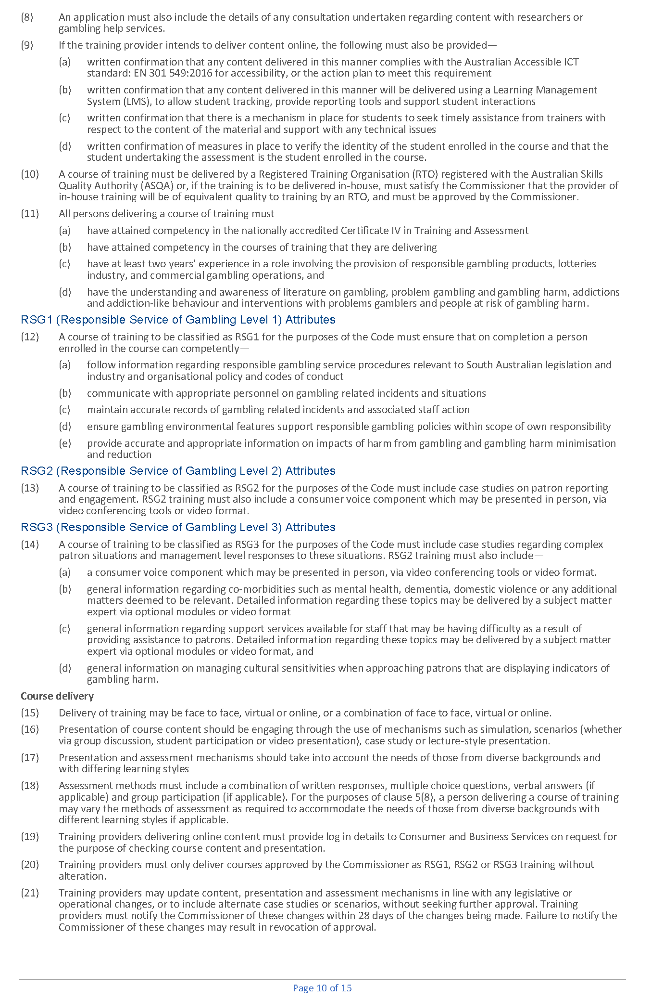 (8) An application must also include the details of any consultation undertaken regarding content with researchers or
gambling help services.
(9) If the training provider intends to deliver content online, the following must also be provided—
(a) written confirmation that any content delivered in this manner complies with the Australian Accessible ICT
standard: EN 301 549:2016 for accessibility, or the action plan to meet this requirement
(b) written confirmation that any content delivered in this manner will be delivered using a Learning Management
System (LMS), to allow student tracking, provide reporting tools and support student interactions
(c) written confirmation that there is a mechanism in place for students to seek timely assistance from trainers with
respect to the content of the material and support with any technical issues
(d) written confirmation of measures in place to verify the identity of the student enrolled in the course and that the
student undertaking the assessment is the student enrolled in the course.
(10) A course of training must be delivered by a Registered Training Organisation (RTO) registered with the Australian Skills
Quality Authority (ASQA) or, if the training is to be delivered in-house, must satisfy the Commissioner that the provider of
in-house training will be of equivalent quality to training by an RTO, and must be approved by the Commissioner.
(11) All persons delivering a course of training must—
(a) have attained competency in the nationally accredited Certificate IV in Training and Assessment
(b) have attained competency in the courses of training that they are delivering
(c) have at least two years’ experience in a role involving the provision of responsible gambling products, lotteries
industry, and commercial gambling operations, and
(d) have the understanding and awareness of literature on gambling, problem gambling and gambling harm, addictions
and addiction-like behaviour and interventions with problems gamblers and people at risk of gambling harm.
RSG1 (Responsible Service of Gambling Level 1) Attributes
(12) A course of training to be classified as RSG1 for the purposes of the Code must ensure that on completion a person
enrolled in the course can competently—
(a) follow information regarding responsible gambling service procedures relevant to South Australian legislation and
industry and organisational policy and codes of conduct
(b) communicate with appropriate personnel on gambling related incidents and situations
(c) maintain accurate records of gambling related incidents and associated staff action
(d) ensure gambling environmental features support responsible gambling policies within scope of own responsibility
(e) provide accurate and appropriate information on impacts of harm from gambling and gambling harm minimisation
and reduction
RSG2 (Responsible Service of Gambling Level 2) Attributes
(13) A course of training to be classified as RSG2 for the purposes of the Code must include case studies on patron reporting
and engagement. RSG2 training must also include a consumer voice component which may be presented in person, via
video conferencing tools or video format.
RSG3 (Responsible Service of Gambling Level 3) Attributes
(14) A course of training to be classified as RSG3 for the purposes of the Code must include case studies regarding complex
patron situations and management level responses to these situations. RSG2 training must also include—
(a) a consumer voice component which may be presented in person, via video conferencing tools or video format.
(b) general information regarding co-morbidities such as mental health, dementia, domestic violence or any additional
matters deemed to be relevant. Detailed information regarding these topics may be delivered by a subject matter
expert via optional modules or video format
(c) general information regarding support services available for staff that may be having difficulty as a result of
providing assistance to patrons. Detailed information regarding these topics may be delivered by a subject matter
expert via optional modules or video format, and
(d) general information on managing cultural sensitivities when approaching patrons that are displaying indicators of
gambling harm.
Course delivery
(15) Delivery of training may be face to face, virtual or online, or a combination of face to face, virtual or online.
(16) Presentation of course content should be engaging through the use of mechanisms such as simulation, scenarios (whether
via group discussion, student participation or video presentation), case study or lecture-style presentation.
(17) Presentation and assessment mechanisms should take into account the needs of those from diverse backgrounds and
with differing learning styles
(18) Assessment methods must include a combination of written responses, multiple choice questions, verbal answers (if
applicable) and group participation (if applicable). For the purposes of clause 5(8), a person delivering a course of training
may vary the methods of assessment as required to accommodate the needs of those from diverse backgrounds with
different learning styles if applicable.
(19) Training providers delivering online content must provide log in details to Consumer and Business Services on request for
the purpose of checking course content and presentation.
(20) Training providers must only deliver courses approved by the Commissioner as RSG1, RSG2 or RSG3 training without
alteration.
(21) Training providers may update content, presentation and assessment mechanisms in line with any legislative or
operational changes, or to include alternate case studies or scenarios, without seeking further approval. Training
providers must notify the Commissioner of these changes within 28 days of the changes being made. Failure to notify the
Commissioner of these changes may result in revocation of approval.
Page 10 of 15